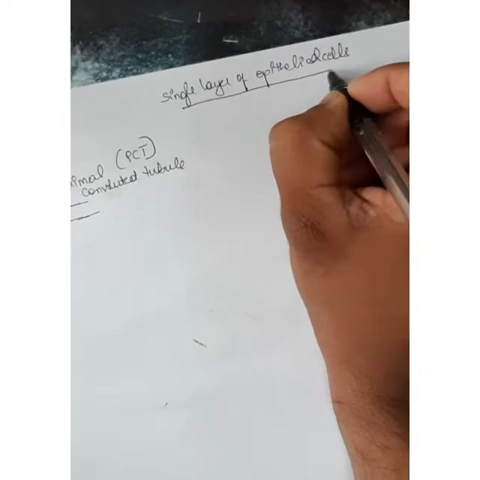 single layer of epithelial cells
(PCT)
convoluted tubule